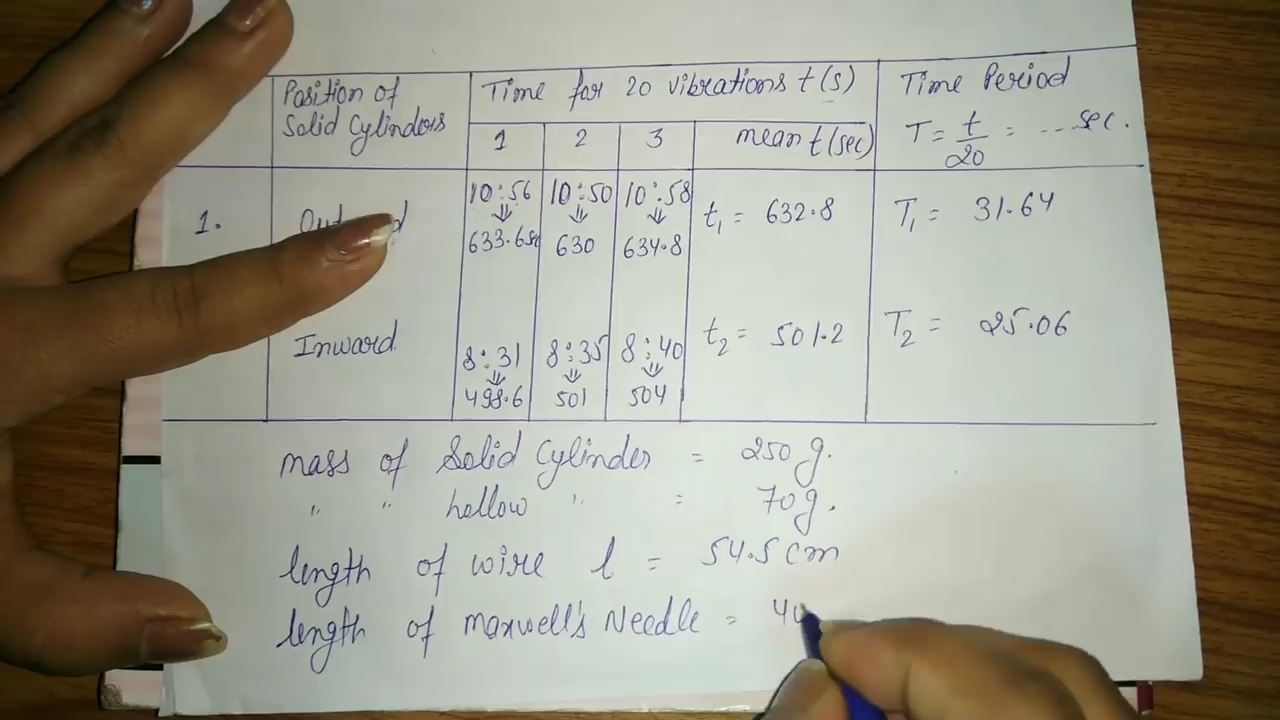 Position of Solid Cylinders
Time for 20 vibrations t(s)
1 2 3 mean t(sec)
Time Period
T = t/20 = ... sec.
1.
10:56 10:50 10:58
⇓ ⇓ ⇓
633.6 630 634.8
t₁ = 632.8
T₁ = 31.64
Inward
8:31 8:35 8:40
⇓ ⇓ ⇓
498.6 501 504
t₂ = 501.2
T₂ = 25.06
mass of Solid Cylinder = 250 g.
" " hollow " = 70g.
length of wire l = 54.5 cm
length of maxwell's Needle =